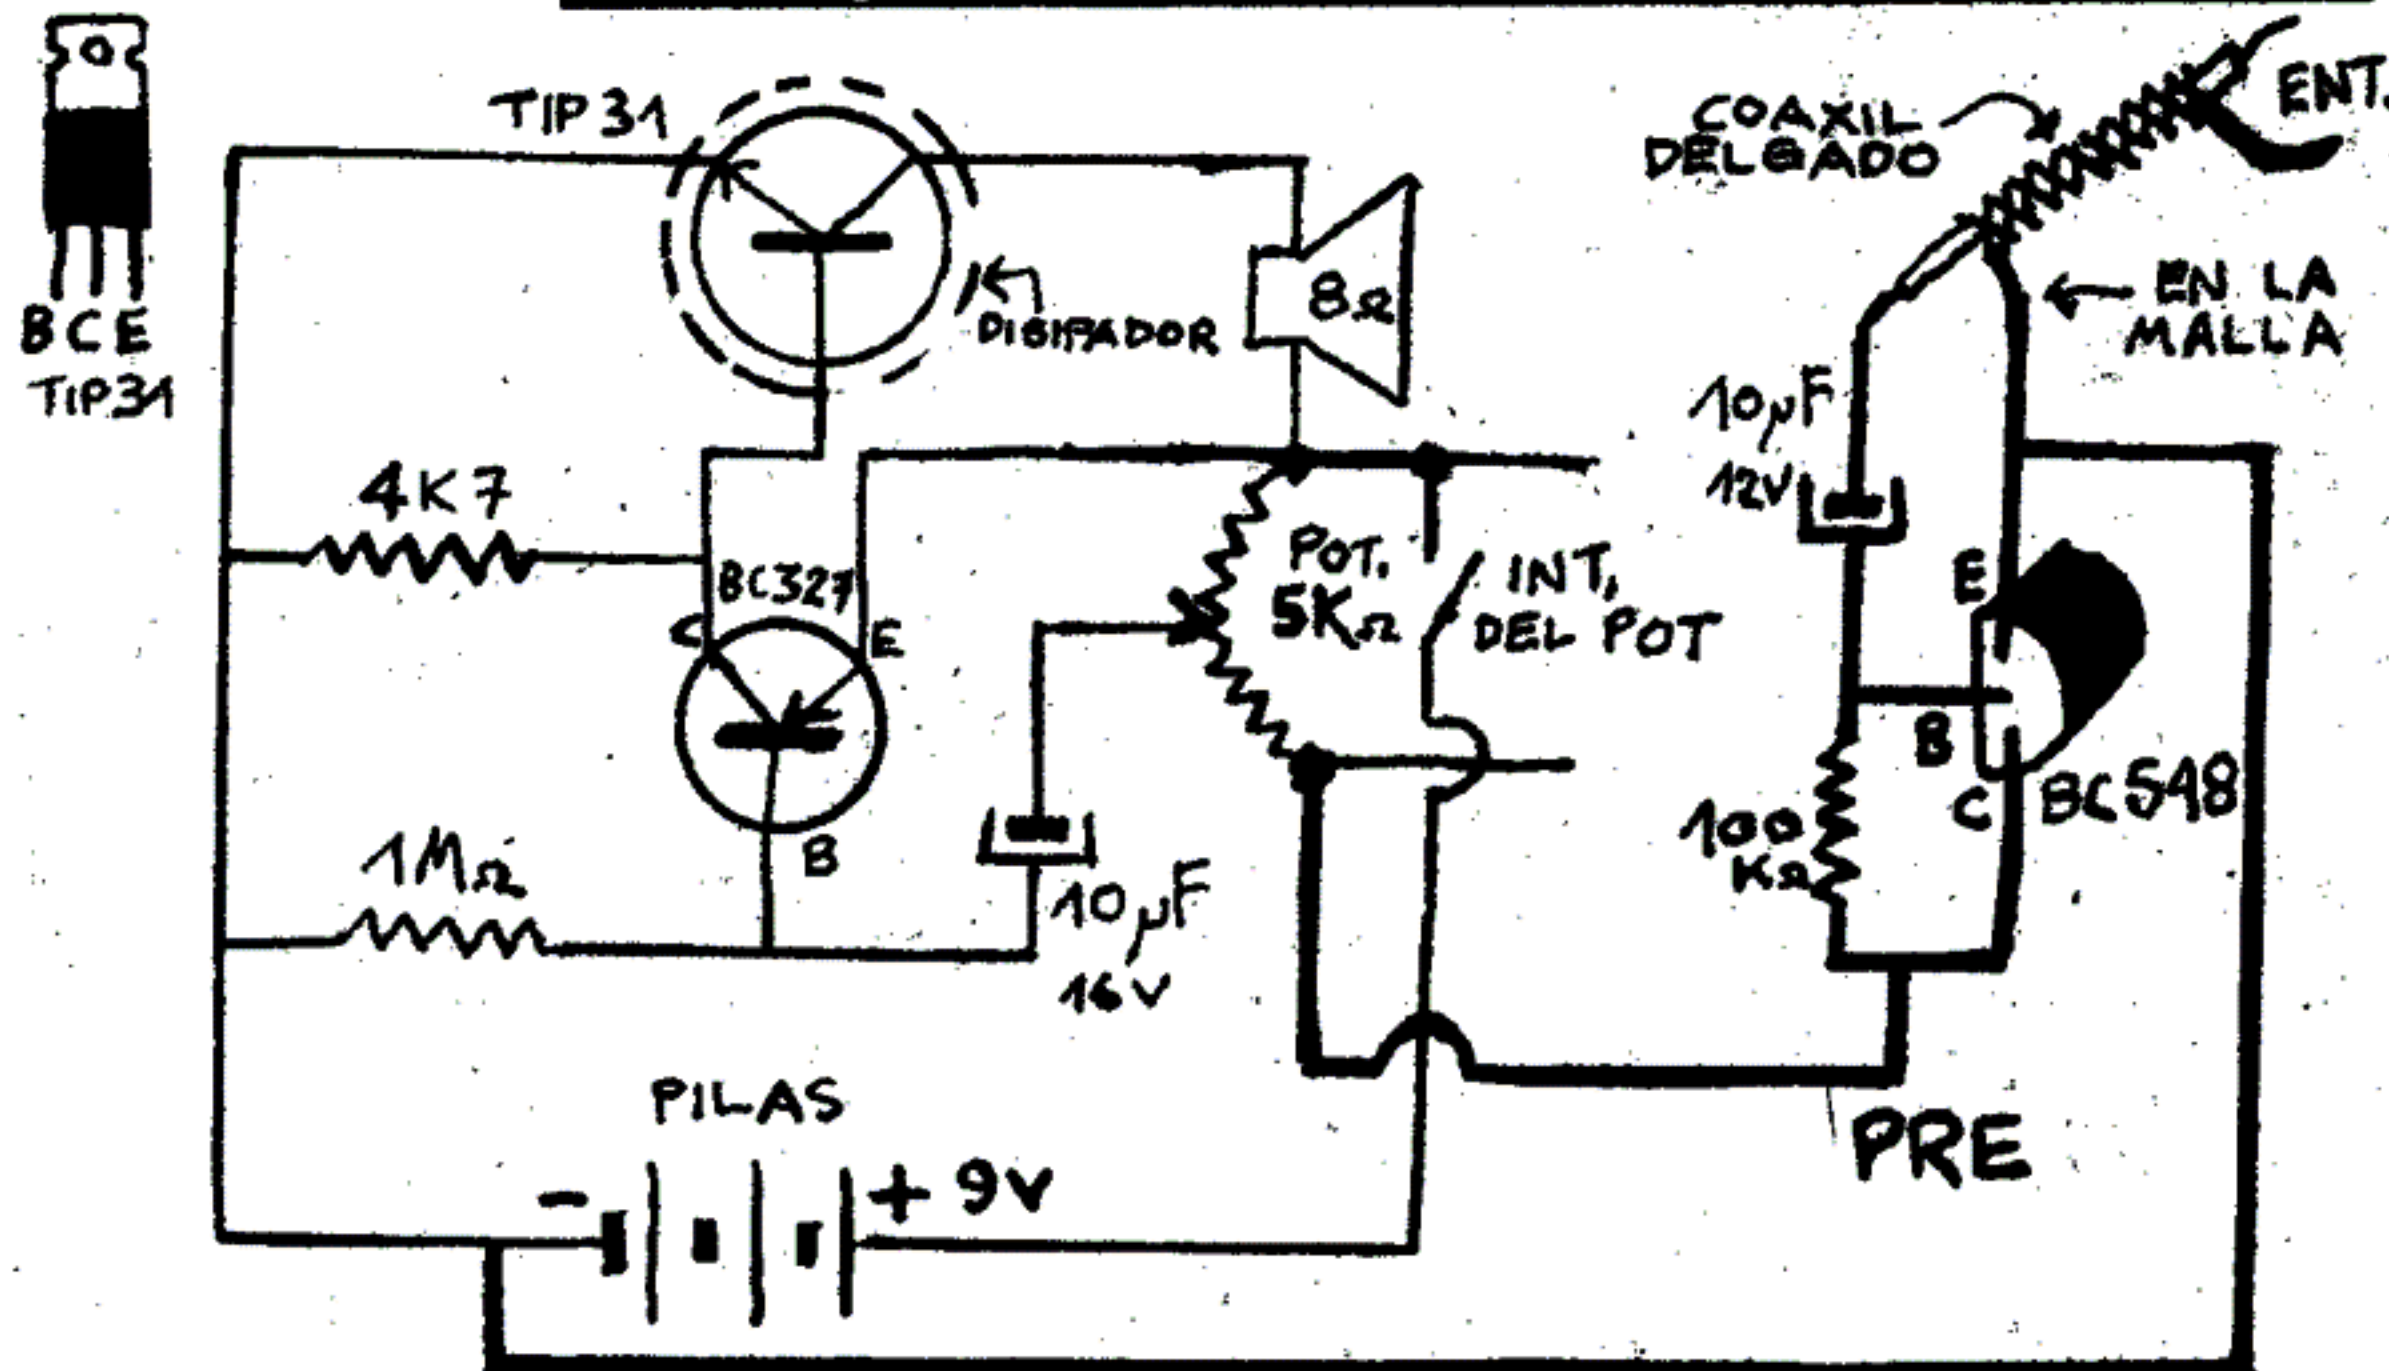 BCE
TIP31
TIP31
DISIPADOR
8Ω
COAXIL
DELGADO
ENT.
EN LA
MALLA
10µF
12V
4K7
BC327
C
E
B
POT.
5KΩ
INT.
DEL POT
1MΩ
10µF
16V
E
B
C
BC548
100
KΩ
PRE
PILAS
- + 9V